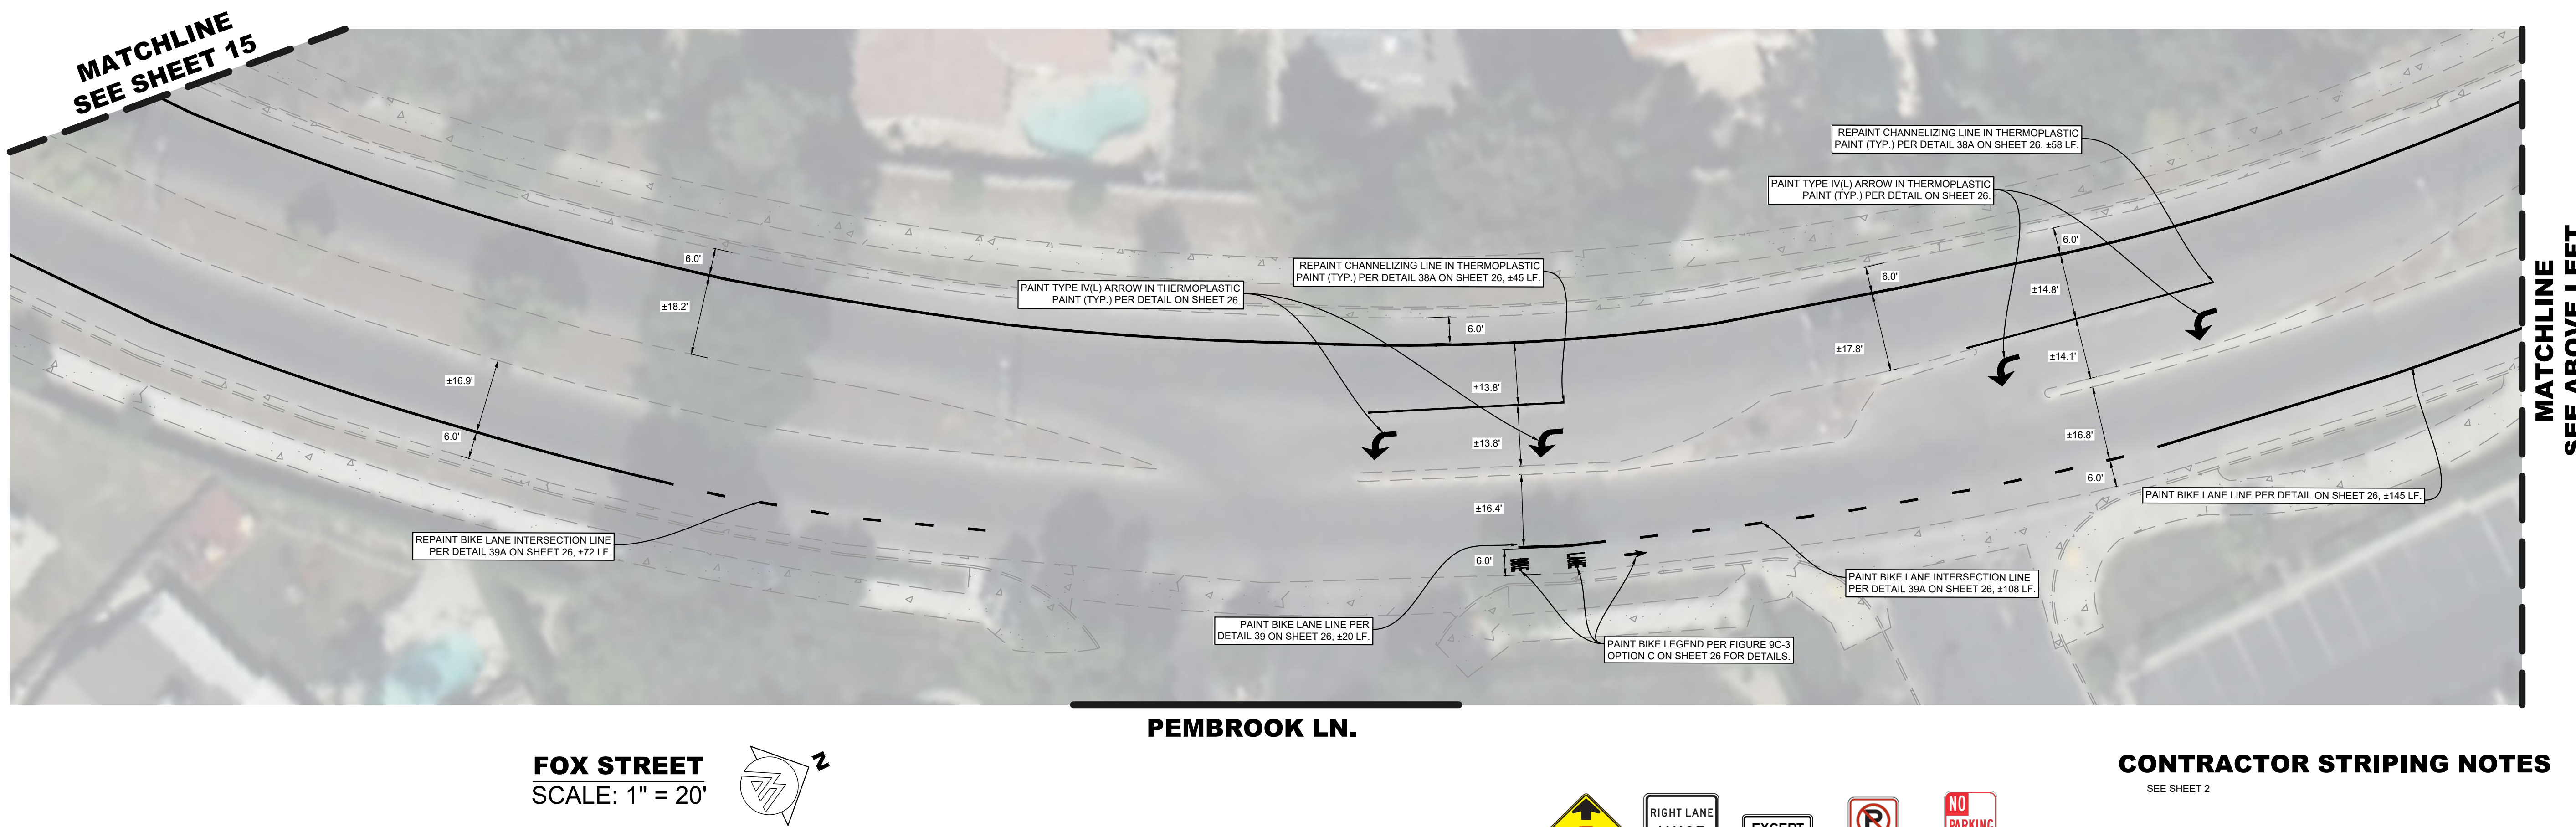 MATCHLINE
SEE SHEET 15
REPAINT CHANNELIZING LINE IN THERMOPLASTIC
PAINT (TYP.) PER DETAIL 38A ON SHEET 26, ±58 LF.
PAINT TYPE IV(L) ARROW IN THERMOPLASTIC
PAINT (TYP.) PER DETAIL ON SHEET 26.
6.0'
±18.2'
PAINT TYPE IV(L) ARROW IN THERMOPLASTIC
PAINT (TYP.) PER DETAIL ON SHEET 26.
REPAINT CHANNELIZING LINE IN THERMOPLASTIC
PAINT (TYP.) PER DETAIL 38A ON SHEET 26, ±45 LF.
6.0'
6.0'
6.0'
±14.8'
±17.8'
±14.1'
±16.9'
6.0'
±13.8'
±13.8'
±16.4'
6.0'
±16.8'
6.0'
MATCHLINE
SEE ABOVE LEFT
PAINT BIKE LANE LINE PER DETAIL ON SHEET 26, ±145 LF.
REPAINT BIKE LANE INTERSECTION LINE
PER DETAIL 39A ON SHEET 26, ±72 LF.
PAINT BIKE LANE INTERSECTION LINE
PER DETAIL 39A ON SHEET 26, ±108 LF.
PAINT BIKE LANE LINE PER
DETAIL 39 ON SHEET 26, ±20 LF.
PAINT BIKE LEGEND PER FIGURE 9C-3
OPTION C ON SHEET 26 FOR DETAILS.
PEMBROOK LN.
FOX STREET
SCALE: 1" = 20'
N
CONTRACTOR STRIPING NOTES
SEE SHEET 2
RIGHT LANE
EXCEPT
P
NO
PARKING